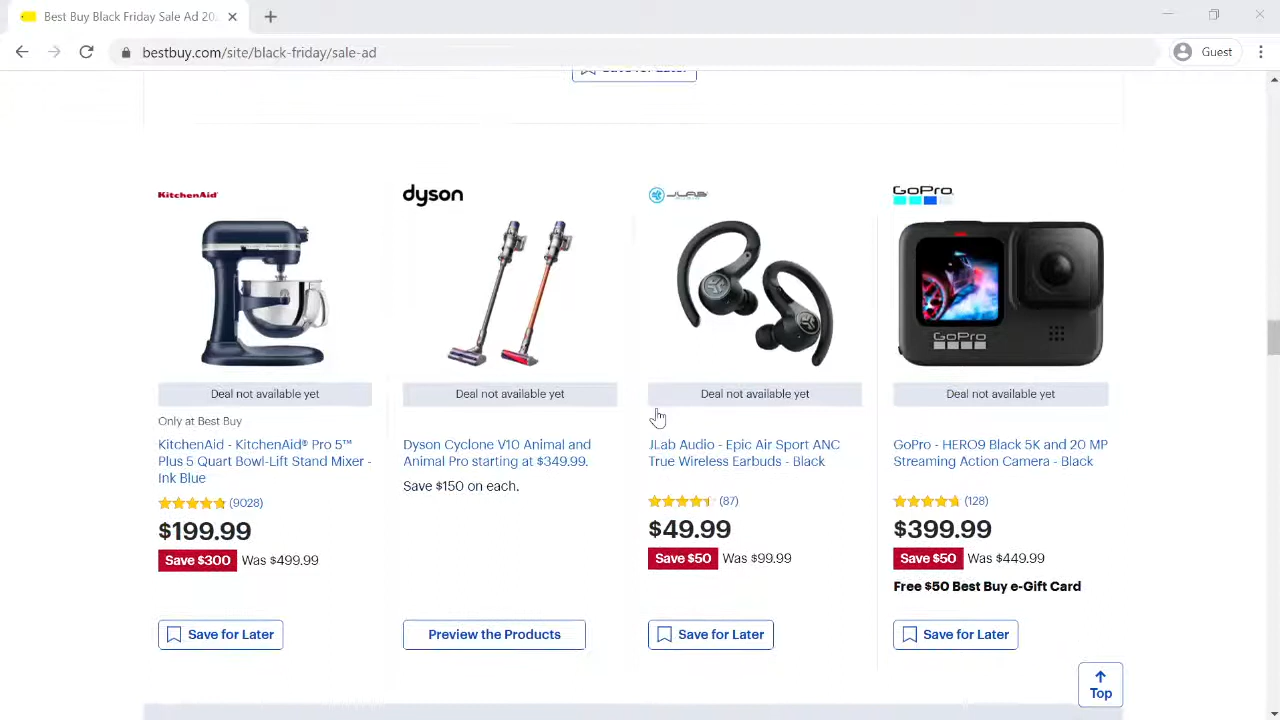 Best Buy Black Friday Sale Ad 20
bestbuy.com/site/black-friday/sale-ad
Guest
Save for Later
KitchenAid
dyson
JLAB
AUDIO
GoPro
GoPro
Deal not available yet
Deal not available yet
Deal not available yet
Deal not available yet
Only at Best Buy
KitchenAid - KitchenAid® Pro 5™
Plus 5 Quart Bowl-Lift Stand Mixer -
Ink Blue
(9028)
$199.99
Save $300 Was $499.99
Save for Later
Dyson Cyclone V10 Animal and
Animal Pro starting at $349.99.
Save $150 on each.
Preview the Products
JLab Audio - Epic Air Sport ANC
True Wireless Earbuds - Black
(87)
$49.99
Save $50 Was $99.99
Save for Later
GoPro - HERO9 Black 5K and 20 MP
Streaming Action Camera - Black
(128)
$399.99
Save $50 Was $449.99
Free $50 Best Buy e-Gift Card
Save for Later
Top